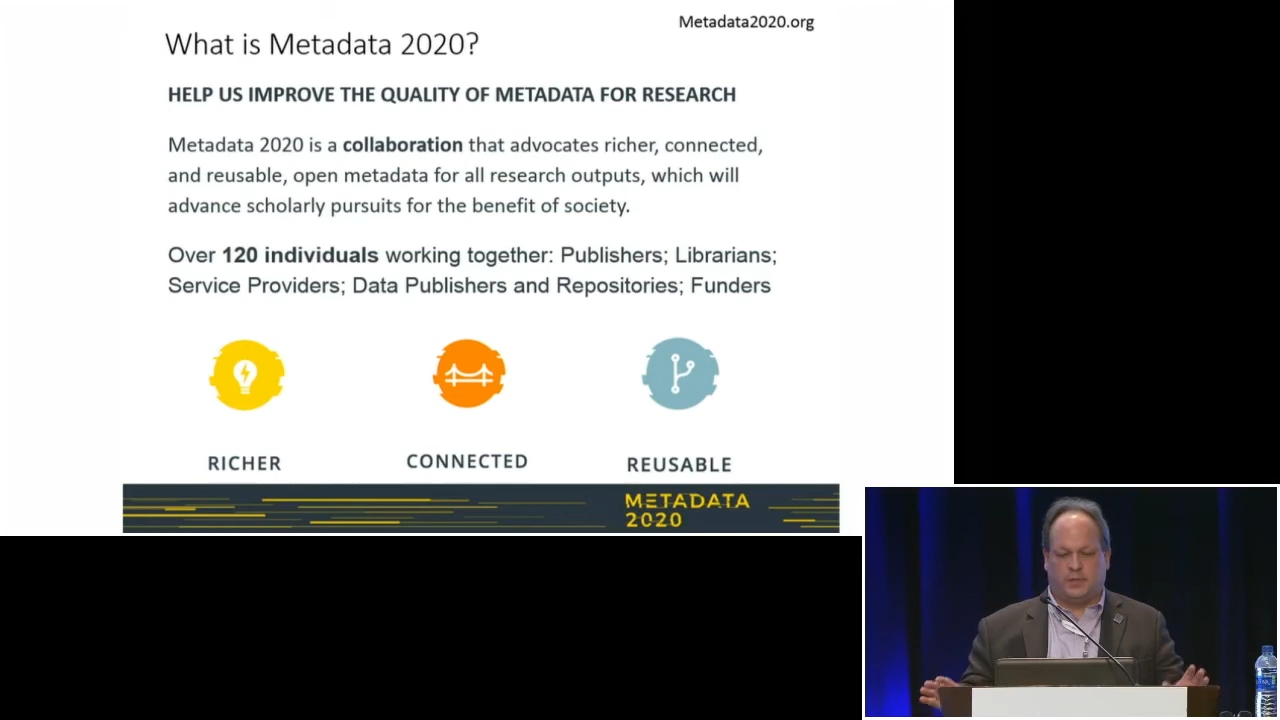 Metadata2020.org
What is Metadata 2020?
HELP US IMPROVE THE QUALITY OF METADATA FOR RESEARCH
Metadata 2020 is a collaboration that advocates richer, connected,
and reusable, open metadata for all research outputs, which will
advance scholarly pursuits for the benefit of society.
Over 120 individuals working together: Publishers; Librarians;
Service Providers; Data Publishers and Repositories; Funders
RICHER
CONNECTED
REUSABLE
METADATA
2020